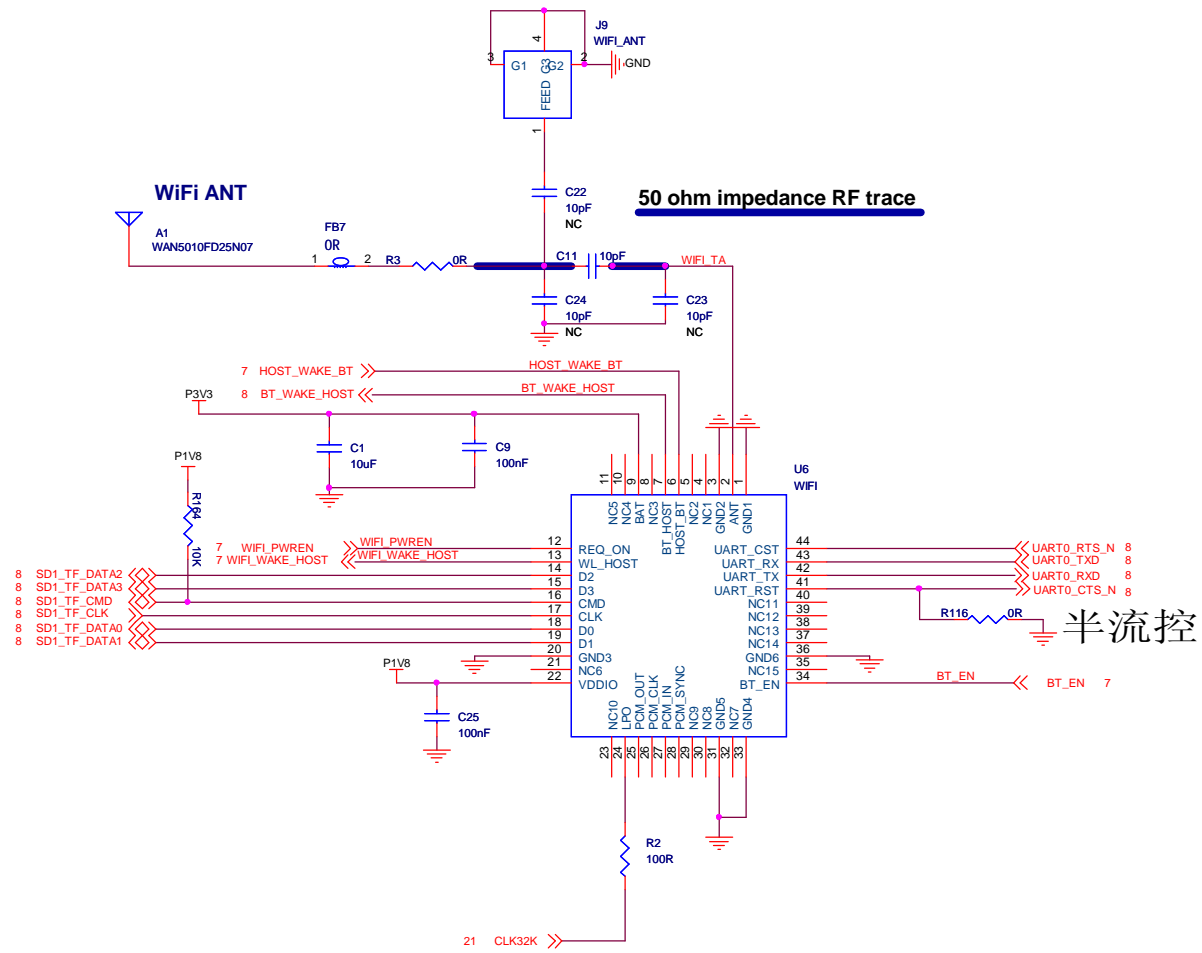 J9
WIFI_ANT
4
3
2
G1
G3
G2
GND
FEED
1
WiFi ANT
C22
10pF
NC
50 ohm impedance RF trace
A1
WAN5010FD25N07
FB7
0R
1
2
R3
0R
C11
10pF
WIFI_TA
C24
10pF
NC
C23
10pF
NC
7 HOST_WAKE_BT
HOST_WAKE_BT
8 BT_WAKE_HOST
BT_WAKE_HOST
P3V3
C1
10uF
C9
100nF
P1V8
R164
10K
U6
WIFI
11 10 9 8 7 6 5 4 3 2 1
NC5 NC4 BAT NC3 BT_HOST HOST_BT NC2 NC1 GND2 ANT GND1
7 WIFI_PWREN
WIFI_PWREN
12 REQ_ON
7 WIFI_WAKE_HOST
WIFI_WAKE_HOST
13 WL_HOST
8 SD1_TF_DATA2
14 D2
8 SD1_TF_DATA3
15 D3
8 SD1_TF_CMD
16 CMD
8 SD1_TF_CLK
17 CLK
8 SD1_TF_DATA0
18 D0
8 SD1_TF_DATA1
19 D1
20 GND3
21 NC6
22 VDDIO
P1V8
C25
100nF
UART_CST 44
UART0_RTS_N 8
UART_RX 43
UART0_TXD 8
UART_TX 42
UART0_RXD 8
UART_RST 41
UART0_CTS_N 8
NC11 40
NC12 39
NC13 38
NC14 37
GND6 36
NC15 35
BT_EN 34
R116
0R
半流控
BT_EN
BT_EN 7
NC10 LPO PCM_OUT PCM_CLK PCM_IN PCM_SYNC NC9 NC8 GND5 NC7 GND4
23 24 25 26 27 28 29 30 31 32 33
R2
100R
21 CLK32K